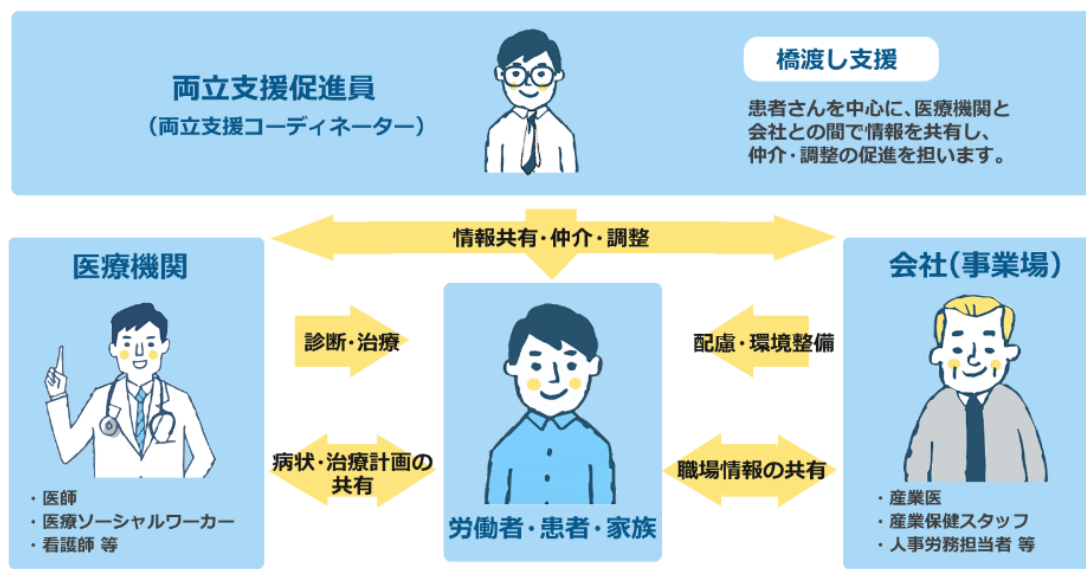 両立支援促進員
（両立支援コーディネーター）
橋渡し支援
患者さんを中心に、医療機関と
会社との間で情報を共有し、
仲介・調整の促進を担います。
情報共有・仲介・調整
医療機関
・医師
・医療ソーシャルワーカー
・看護師 等
診断・治療
病状・治療計画の
共有
労働者・患者・家族
配慮・環境整備
職場情報の共有
会社（事業場）
・産業医
・産業保健スタッフ
・人事労務担当者 等